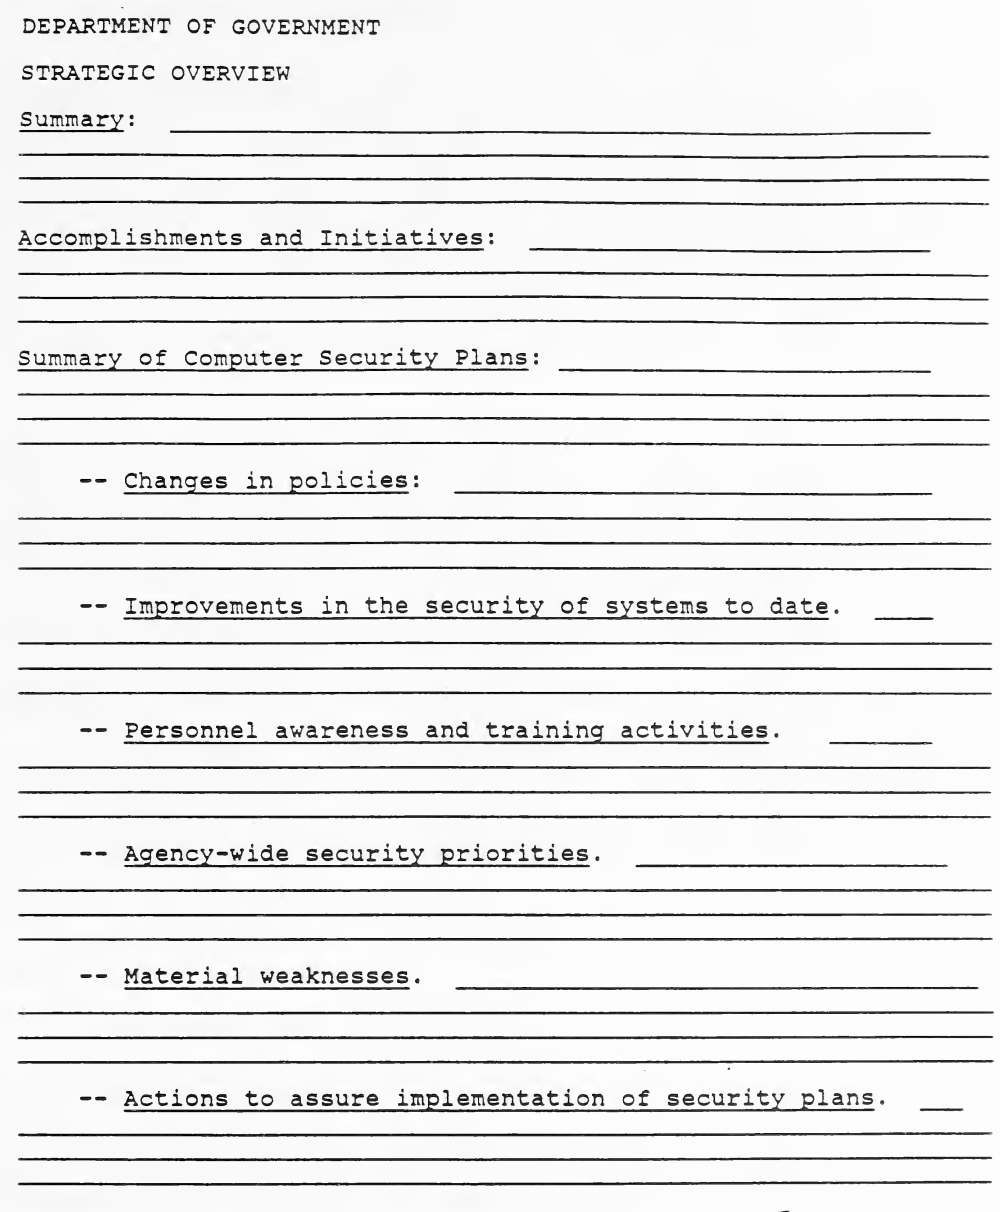 DEPARTMENT OF GOVERNMENT
STRATEGIC OVERVIEW
Summary:
Accomplishments and Initiatives:
Summary of Computer Security Plans:
-- Changes in policies:
-- Improvements in the security of systems to date.
-- Personnel awareness and training activities.
-- Agency-wide security priorities.
-- Material weaknesses.
-- Actions to assure implementation of security plans.